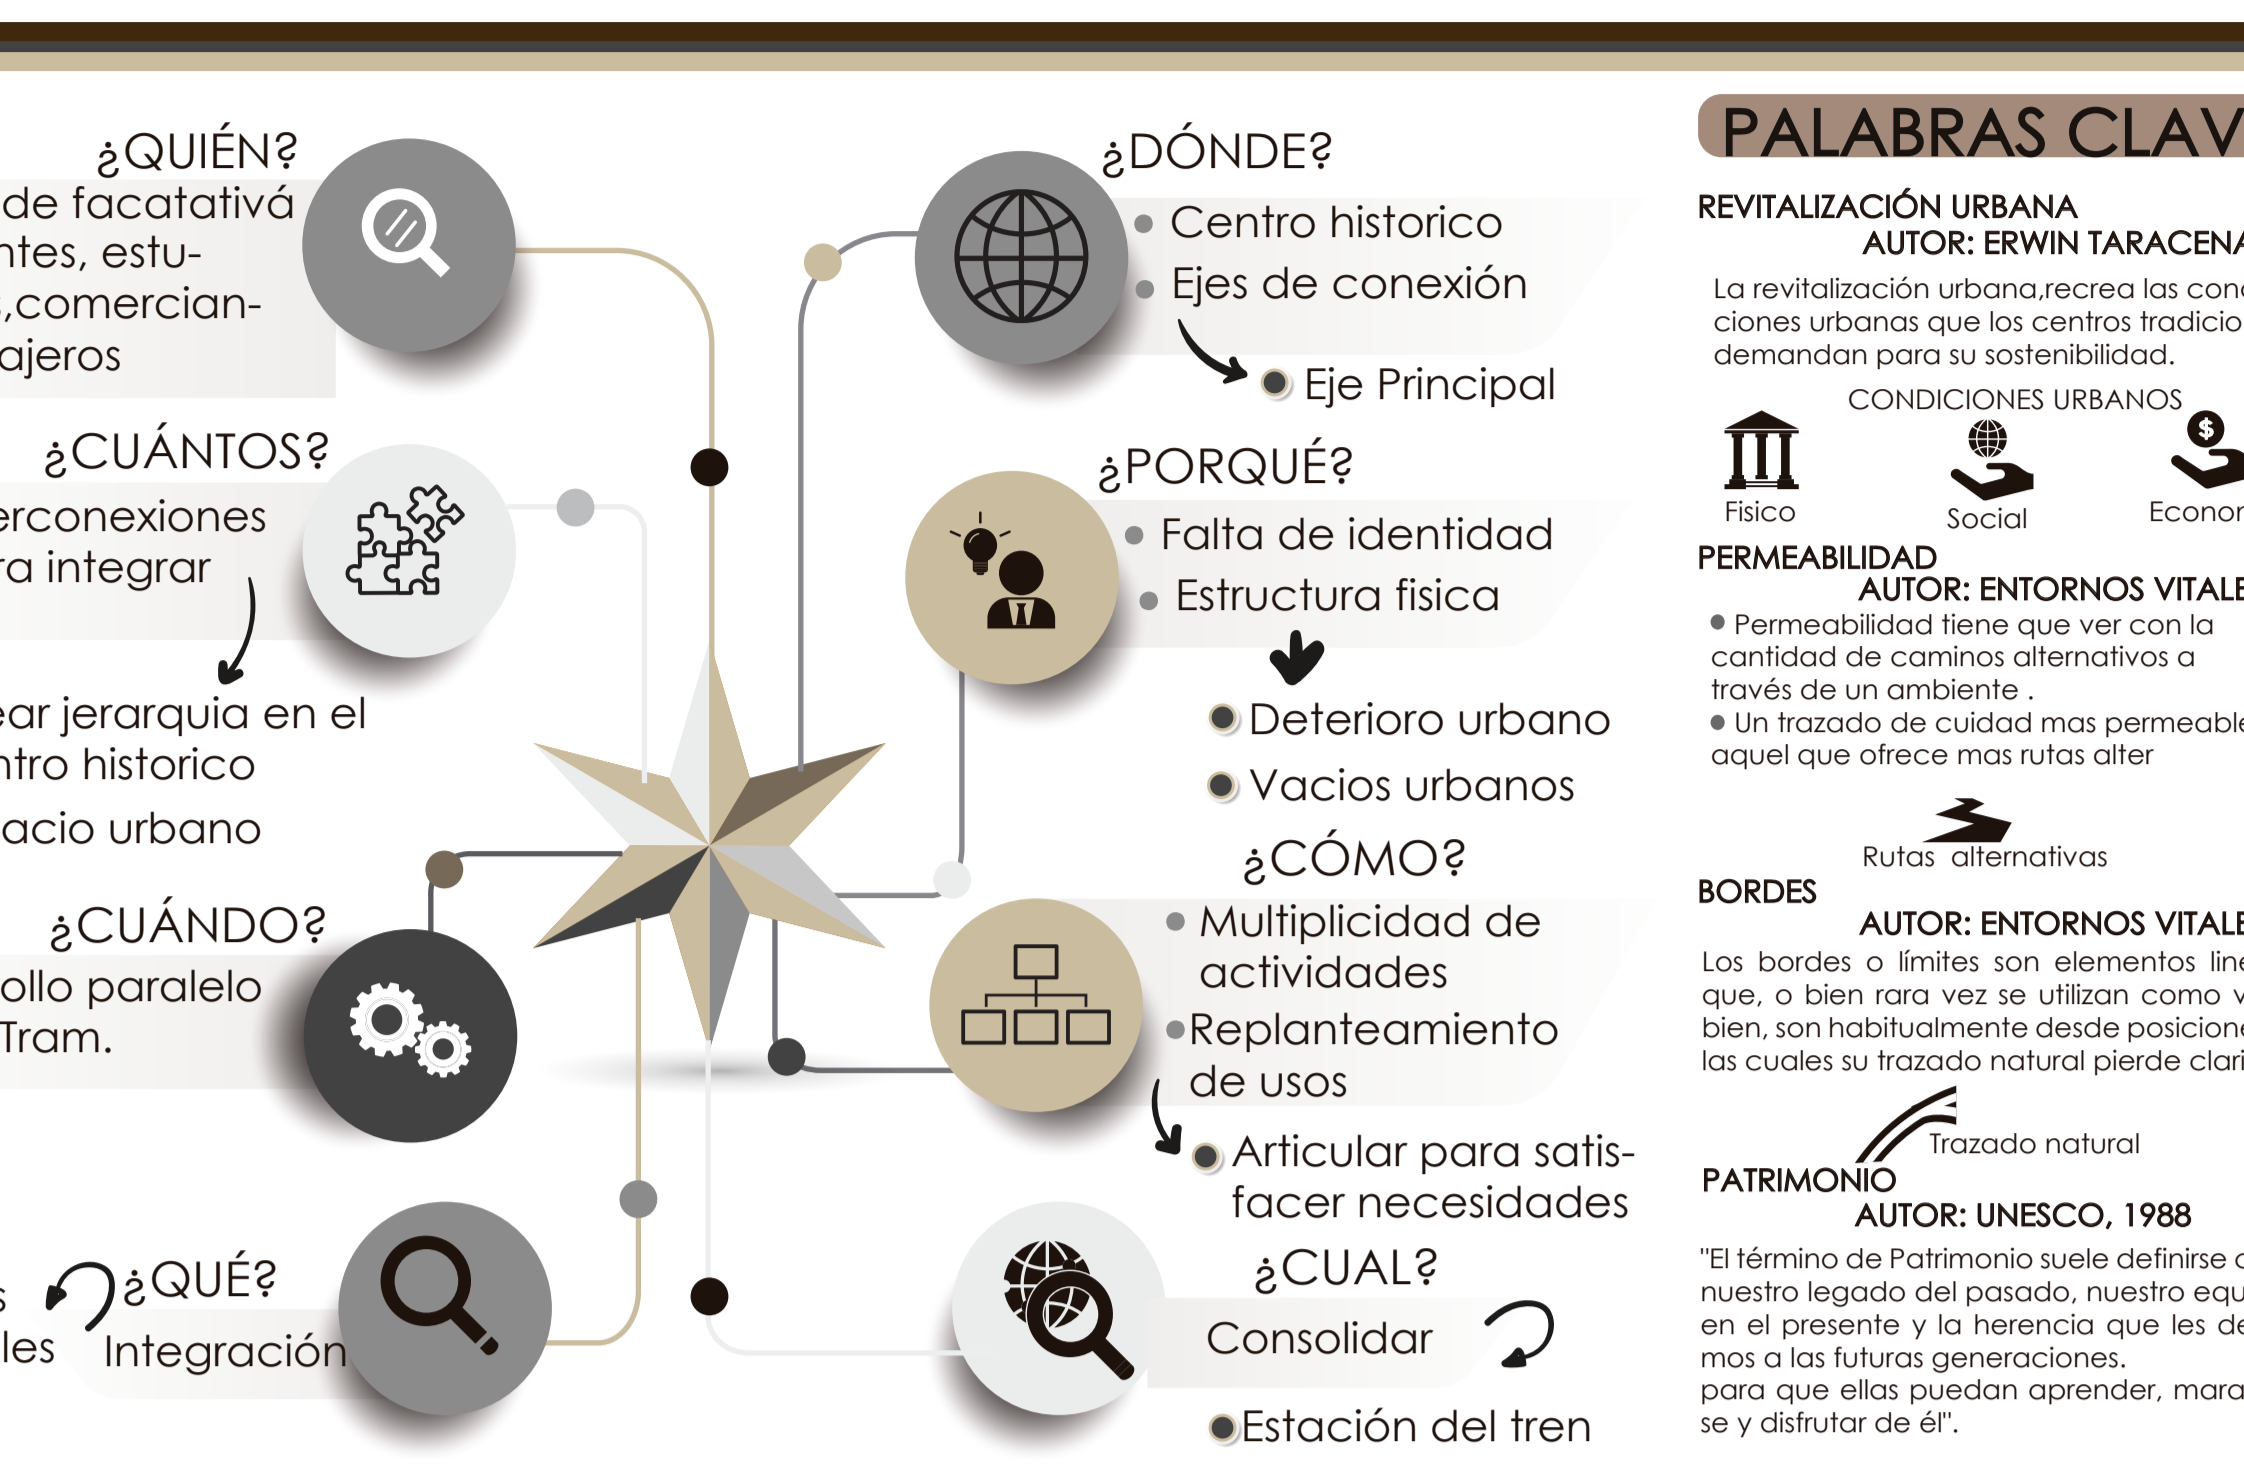 ¿QUIÉN?
de facatativá
ntes, estu-
s,comercian-
ajeros
¿CUÁNTOS?
erconexiones
ra integrar
ear jerarquia en el
ntro historico
acio urbano
¿CUÁNDO?
ollo paralelo
Tram.
¿QUÉ?
s
les
Integración
¿DÓNDE?
Centro historico
Ejes de conexión
Eje Principal
¿PORQUÉ?
Falta de identidad
Estructura fisica
Deterioro urbano
Vacios urbanos
¿CÓMO?
Multiplicidad de
actividades
Replanteamiento
de usos
Articular para satis-
facer necesidades
¿CUAL?
Consolidar
Estación del tren
PALABRAS CLAV
REVITALIZACIÓN URBANA
AUTOR: ERWIN TARACENA
La revitalización urbana,recrea las con
ciones urbanas que los centros tradicio
demandan para su sostenibilidad.
CONDICIONES URBANOS
Fisico
Social
Econor
PERMEABILIDAD
AUTOR: ENTORNOS VITALE
Permeabilidad tiene que ver con la
cantidad de caminos alternativos a
través de un ambiente .
Un trazado de cuidad mas permeable
aquel que ofrece mas rutas alter
Rutas alternativas
BORDES
AUTOR: ENTORNOS VITALE
Los bordes o límites son elementos line
que, o bien rara vez se utilizan como v
bien, son habitualmente desde posicione
las cuales su trazado natural pierde clari
Trazado natural
PATRIMONIO
AUTOR: UNESCO, 1988
"El término de Patrimonio suele definirse c
nuestro legado del pasado, nuestro equ
en el presente y la herencia que les de
mos a las futuras generaciones.
para que ellas puedan aprender, mara
se y disfrutar de él".